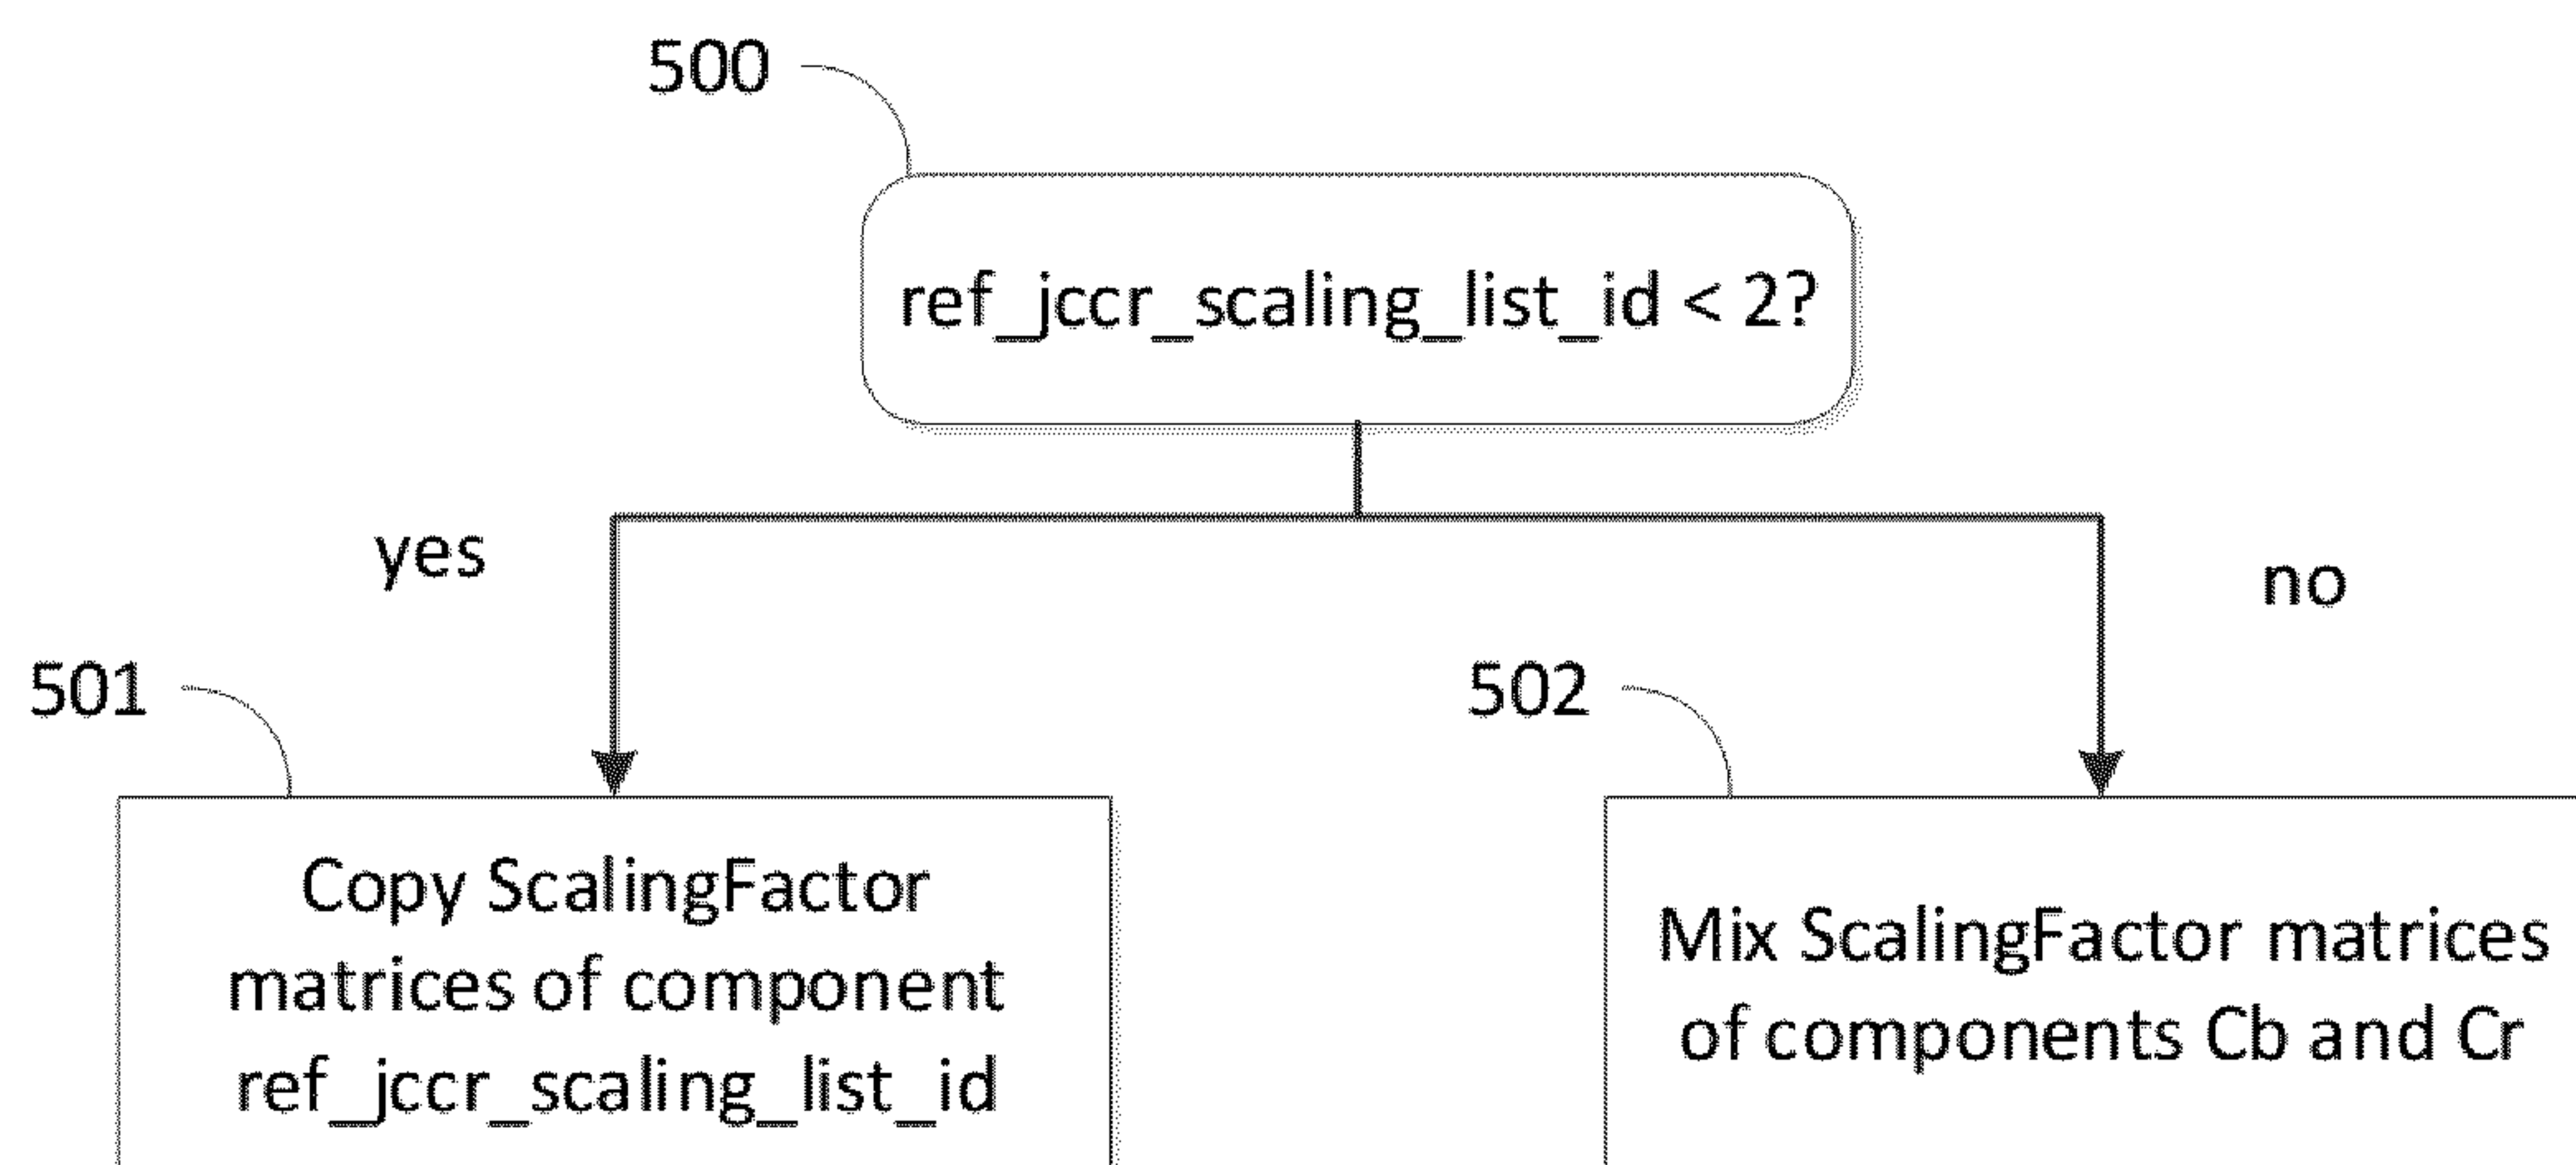 500
ref_jccr_scaling_list_id < 2?
yes
no
501
502
Copy ScalingFactor
matrices of component
ref_jccr_scaling_list_id
Mix ScalingFactor matrices
of components Cb and Cr